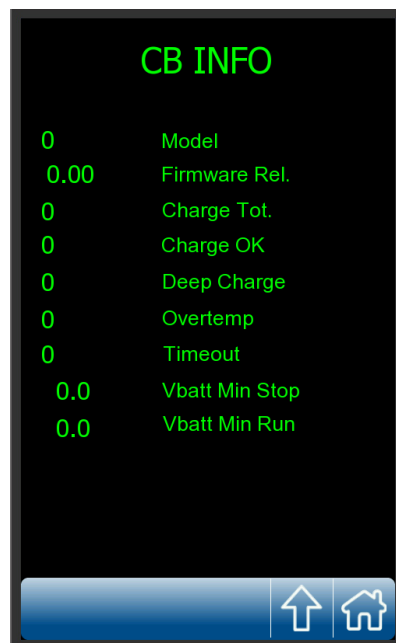 CB INFO
0 Model
0.00 Firmware Rel.
0 Charge Tot.
0 Charge OK
0 Deep Charge
0 Overtemp
0 Timeout
0.0 Vbatt Min Stop
0.0 Vbatt Min Run